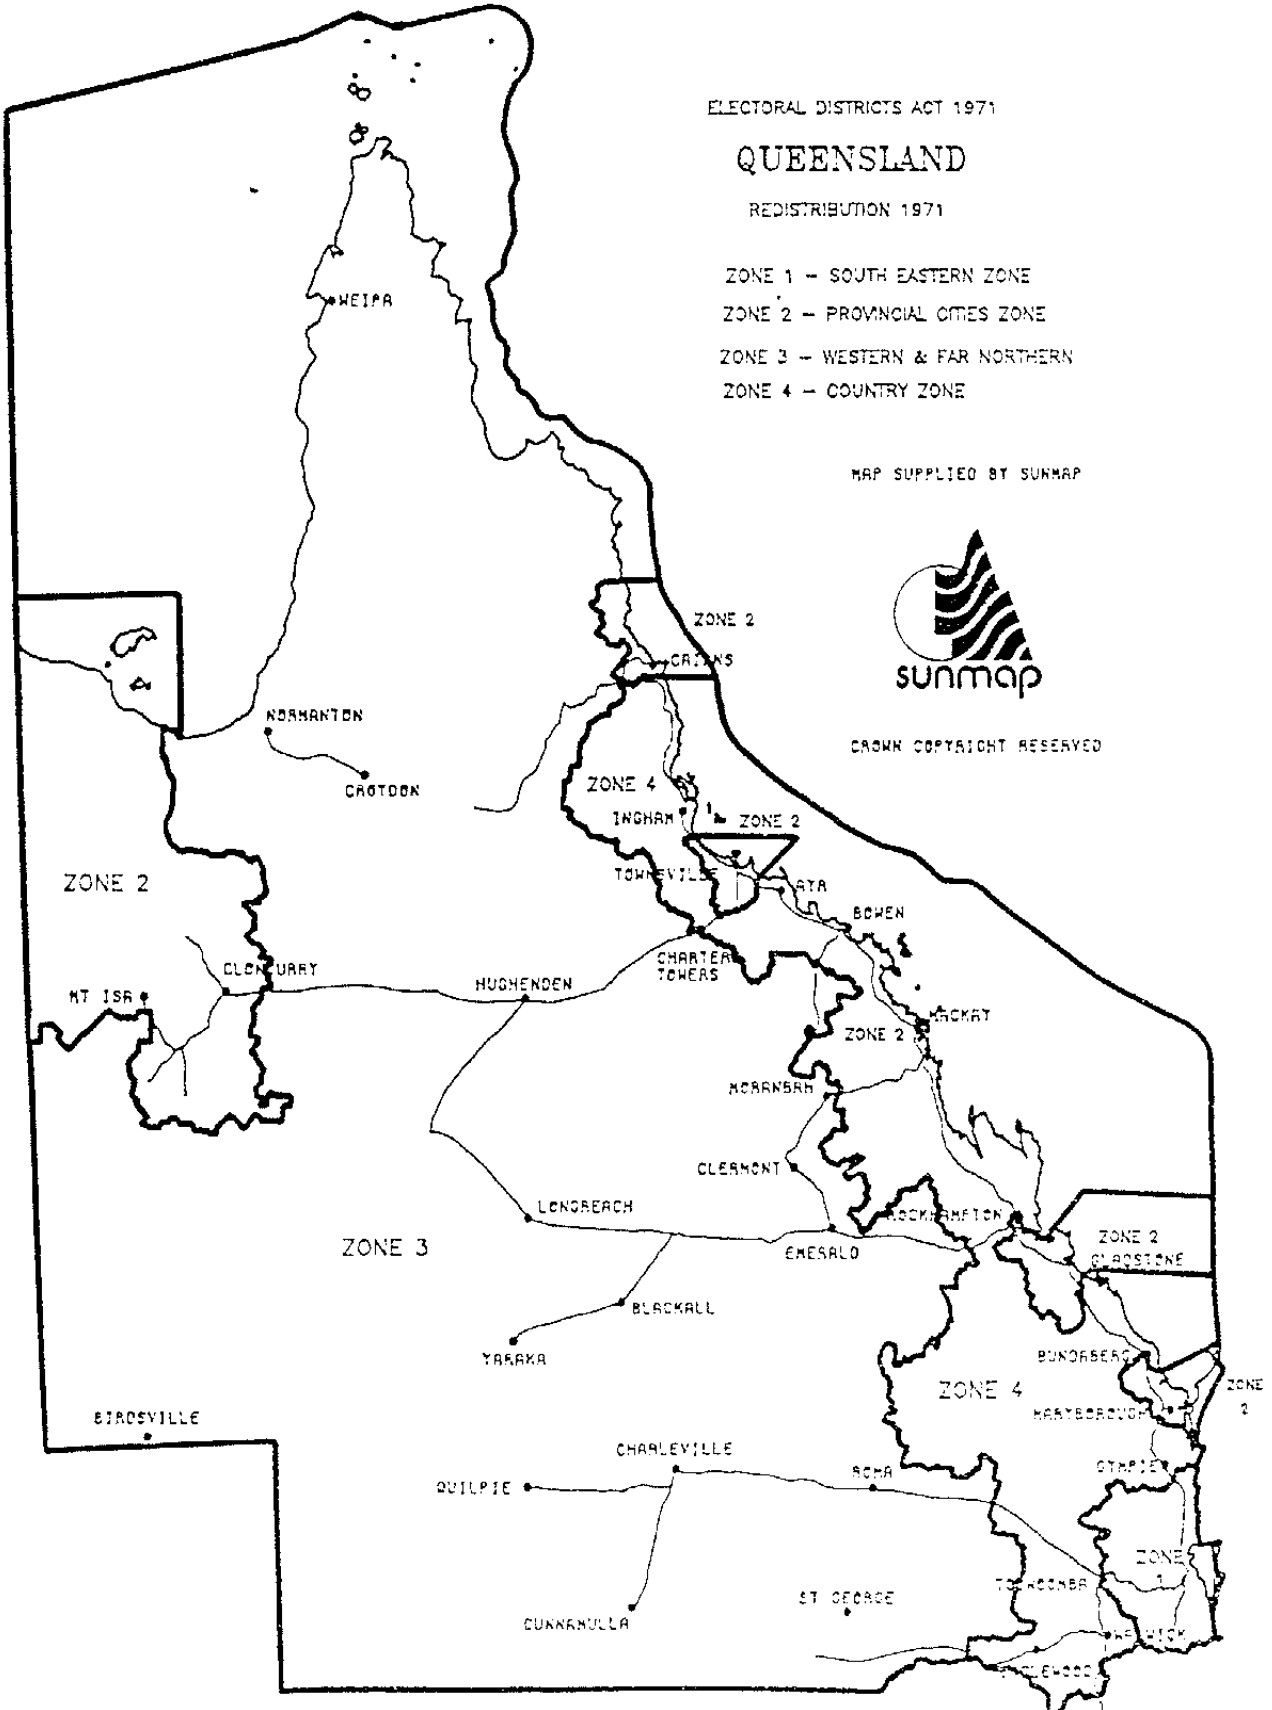 ELECTORAL DISTRICTS ACT 1971
QUEENSLAND
REDISTRIBUTION 1971
ZONE 1 – SOUTH EASTERN ZONE
ZONE 2 – PROVINCIAL CITIES ZONE
ZONE 3 – WESTERN & FAR NORTHERN
ZONE 4 – COUNTRY ZONE
MAP SUPPLIED BY SUNMAP
sunmap
CROWN COPYRIGHT RESERVED
WEIPA
ZONE 2
CAIRNS
NORMANTON
CROYDON
ZONE 4
INGHAM
ZONE 2
TOWNSVILLE
AYR
ZONE 2
BOWEN
CHARTER
TOWERS
CLONCURRY
HUGHENDEN
MT ISA
MACKAY
ZONE 2
MORANBAH
CLERMONT
LONGREACH
ROCKHAMPTON
ZONE 2
GLADSTONE
ZONE 3
EMERALD
BLACKALL
YARAKA
BUNDABERG
ZONE
2
ZONE 4
MARYBOROUGH
BIRDSVILLE
CHARLEVILLE
ROMA
GYMPIE
QUILPIE
ZONE
1
TOOWOOMBA
ST GEORGE
CUNNAMULLA
WARWICK
INGLEWOOD